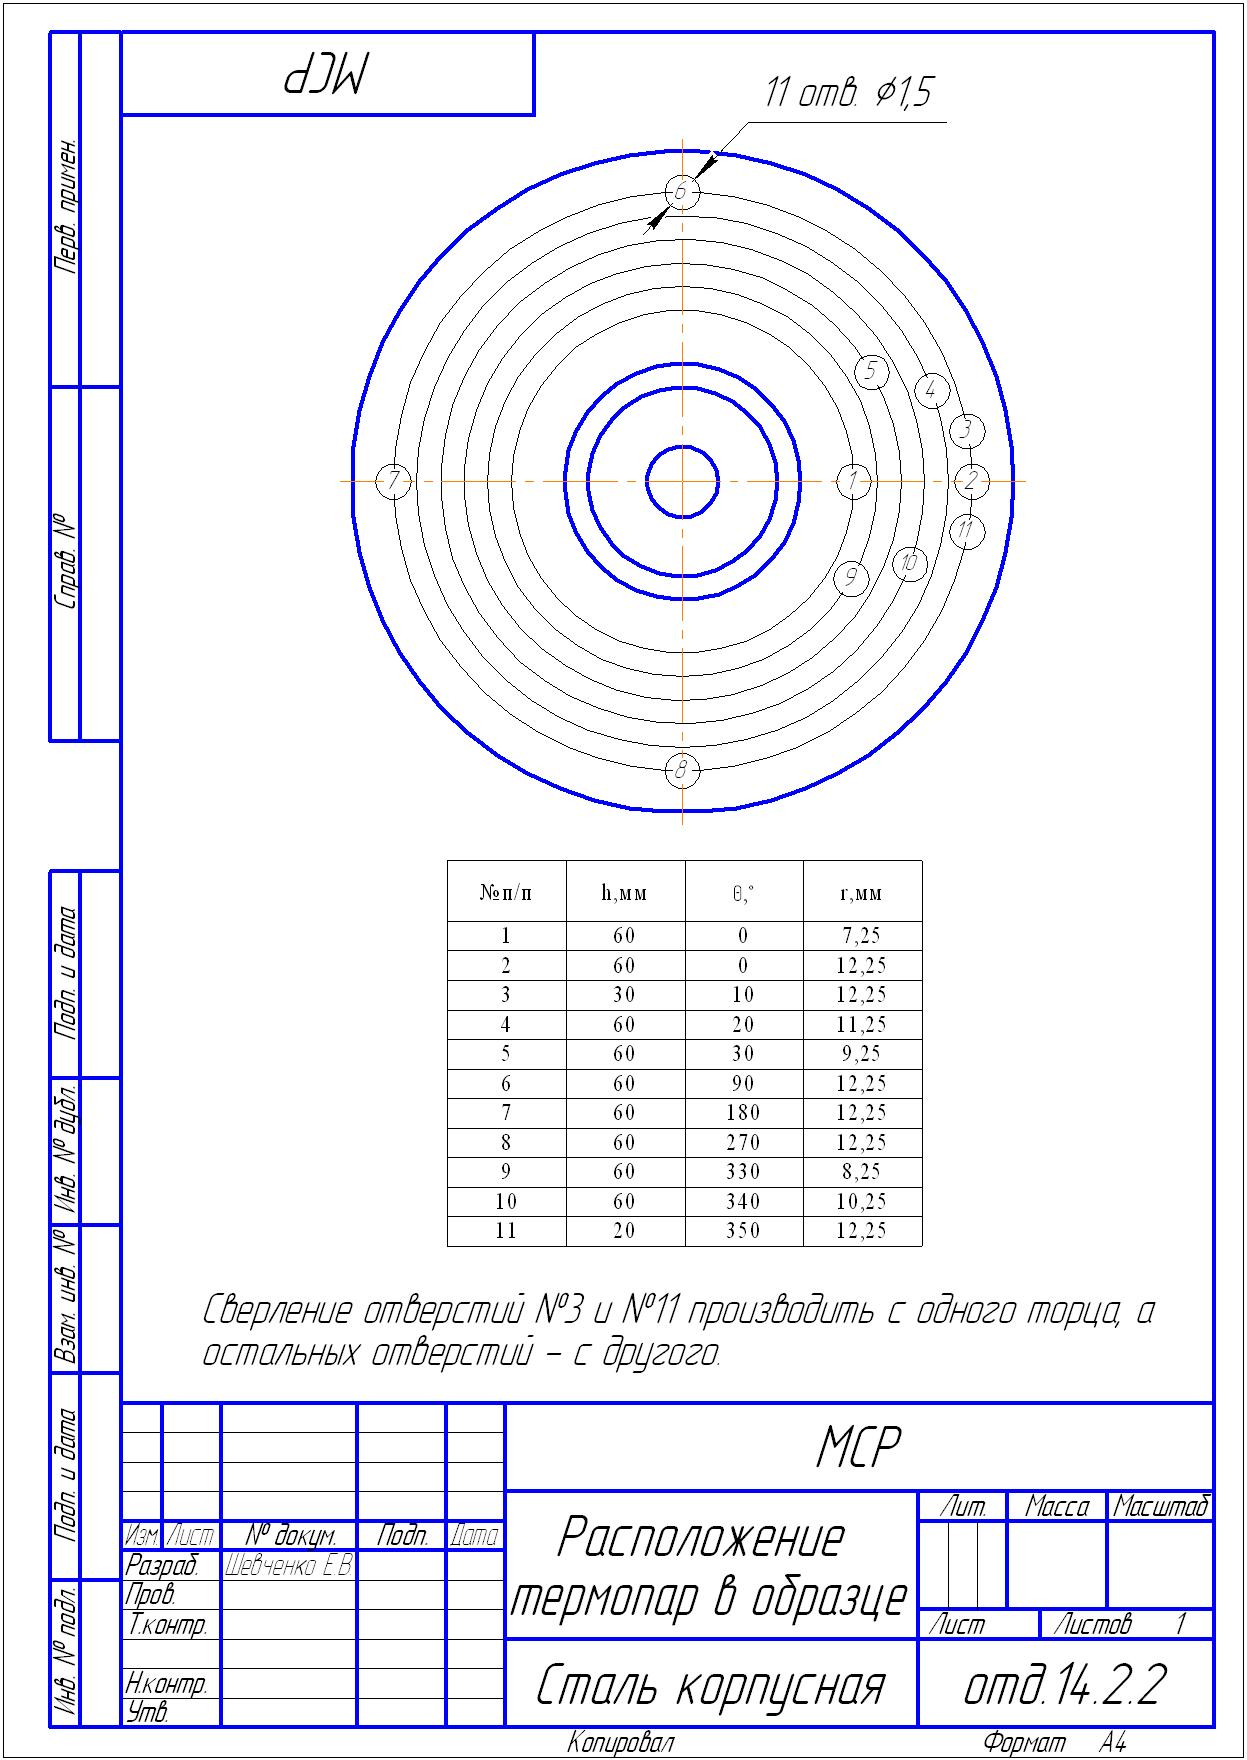 МСР
11 отв. ϕ1,5
6
5
4
3
7
1
2
11
10
9
8
№п/п h,мм θ,° r,мм
1 60 0 7,25
2 60 0 12,25
3 30 10 12,25
4 60 20 11,25
5 60 30 9,25
6 60 90 12,25
7 60 180 12,25
8 60 270 12,25
9 60 330 8,25
10 60 340 10,25
11 20 350 12,25
Сверление отверстий №3 и №11 производить с одного торца, а
остальных отверстий – с другого.
Перв. примен.
Справ. №
Подп. и дата
Инв. № дубл.
Взам. инв. №
Подп. и дата
Инв. № подл.
МСР
Изм. Лист № докум. Подп. Дата
Разраб. Шевченко Е.В.
Пров.
Т.контр.
Н.контр.
Утв.
Расположение
термопар в образце
Лит. Масса Масштаб
Лист Листов 1
Сталь корпусная
отд.14.2.2
Копировал Формат А4